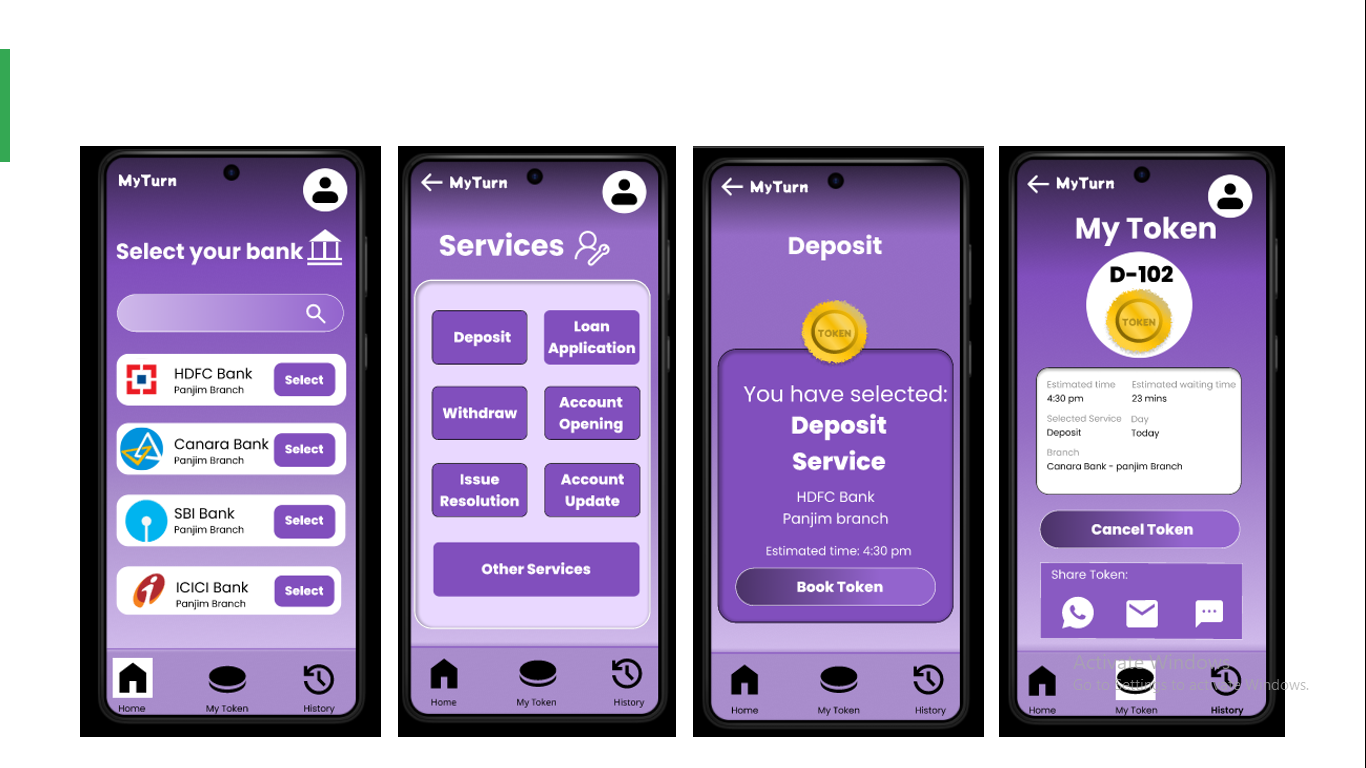 MyTurn
Select your bank
HDFC Bank
Panjim Branch
Select
Canara Bank
Panjim Branch
Select
SBI Bank
Panjim Branch
Select
ICICI Bank
Panjim Branch
Select
Home
My Token
History
MyTurn
Services
Deposit
Loan
Application
Withdraw
Account
Opening
Issue
Resolution
Account
Update
Other Services
Home
My Token
History
MyTurn
Deposit
TOKEN
You have selected:
Deposit
Service
HDFC Bank
Panjim branch
Estimated time: 4:30 pm
Book Token
Home
My Token
History
MyTurn
My Token
D-102
TOKEN
Estimated time
Estimated waiting time
4:30 pm
23 mins
Selected Service
Day
Deposit
Today
Branch
Canara Bank - panjim Branch
Cancel Token
Share Token:
Home
My Token
History
Activate Windows
Go to Settings to activate Windows.